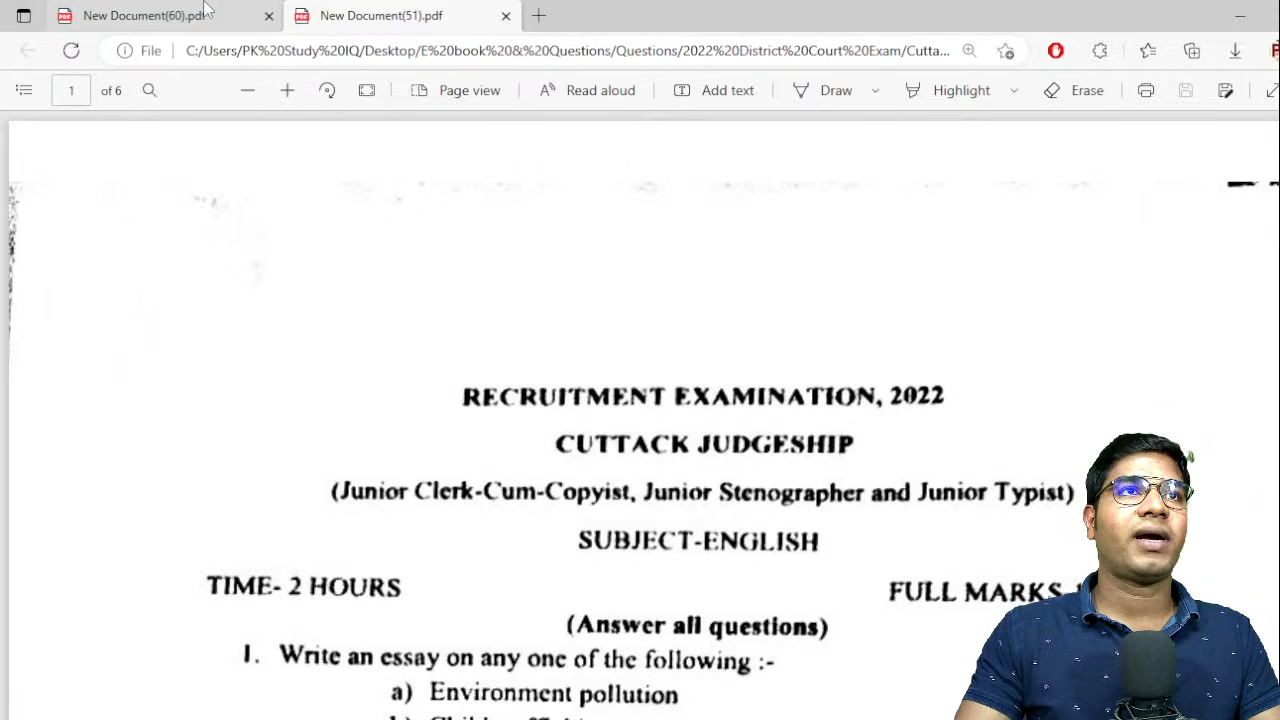 New Document(60).pdf
New Document(51).pdf
File
C:/Users/PK%20Study%20IQ/Desktop/E%20book%20&%20Questions/Questions/2022%20District%20Court%20Exam/Cutta...
1 of 6
Page view
Read aloud
Add text
Draw
Highlight
Erase
RECRUITMENT EXAMINATION, 2022
CUTTACK JUDGESHIP
(Junior Clerk-Cum-Copyist, Junior Stenographer and Junior Typist)
SUBJECT-ENGLISH
TIME- 2 HOURS
FULL MARKS-
(Answer all questions)
1. Write an essay on any one of the following :-
a) Environment pollution